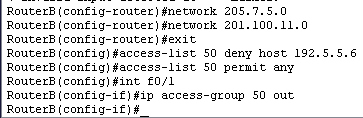 RouterB(config-router)#network 205.7.5.0
RouterB(config-router)#network 201.100.11.0
RouterB(config-router)#exit
RouterB(config)#access-list 50 deny host 192.5.5.6
RouterB(config)#access-list 50 permit any
RouterB(config)#int f0/1
RouterB(config-if)#ip access-group 50 out
RouterB(config-if)#_